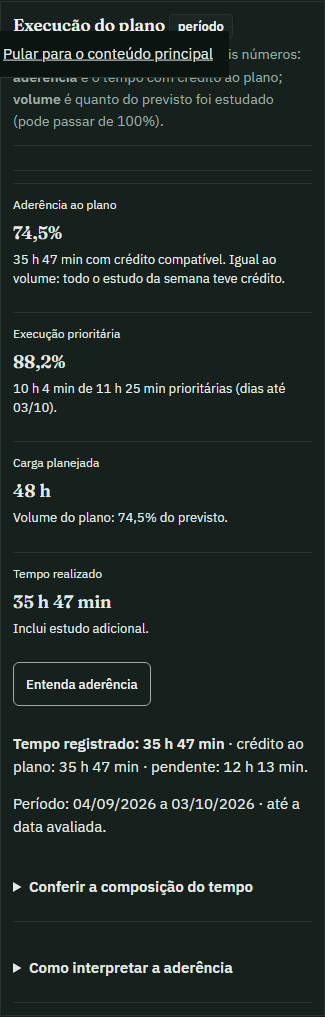 Execução do plano período
Pular para o conteúdo principal
is números:
aderência é o tempo com crédito ao plano;
volume é quanto do previsto foi estudado
(pode passar de 100%).
Aderência ao plano
74,5%
35 h 47 min com crédito compatível. Igual ao
volume: todo o estudo da semana teve crédito.
Execução prioritária
88,2%
10 h 4 min de 11 h 25 min prioritárias (dias até
03/10).
Carga planejada
48 h
Volume do plano: 74,5% do previsto.
Tempo realizado
35 h 47 min
Inclui estudo adicional.
Entenda aderência
Tempo registrado: 35 h 47 min · crédito ao
plano: 35 h 47 min · pendente: 12 h 13 min.
Período: 04/09/2026 a 03/10/2026 · até a
data avaliada.
Conferir a composição do tempo
Como interpretar a aderência